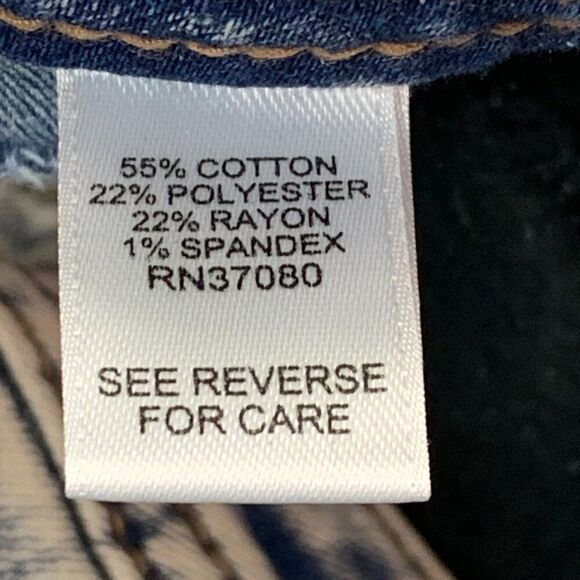 55% COTTON
22% POLYESTER
22% RAYON
1% SPANDEX
RN37080
SEE REVERSE
FOR CARE